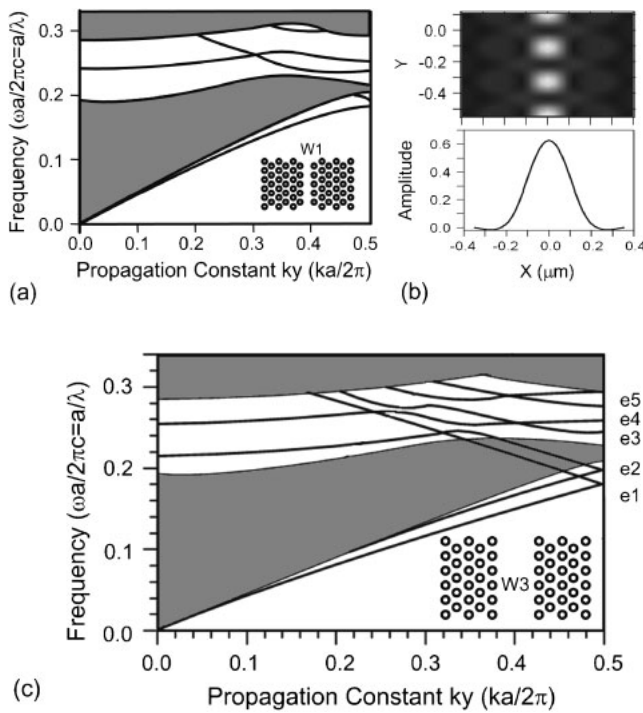 Frequency (ωa/2πc=a/λ)
0.3
0.2
0.1
0.0
W1
0.0 0.1 0.2 0.3 0.4 0.5
Propagation Constant ky (ka/2π)
(a)
Y
0.0
-0.2
-0.4
Amplitude
0.6
0.4
0.2
0.0
-0.4 -0.2 0.0 0.2 0.4
X (μm)
(b)
Frequency (ωa/2πc=a/λ)
0.3
0.2
0.1
0.0
e5
e4
e3
e2
e1
W3
0.0 0.1 0.2 0.3 0.4 0.5
Propagation Constant ky (ka/2π)
(c)